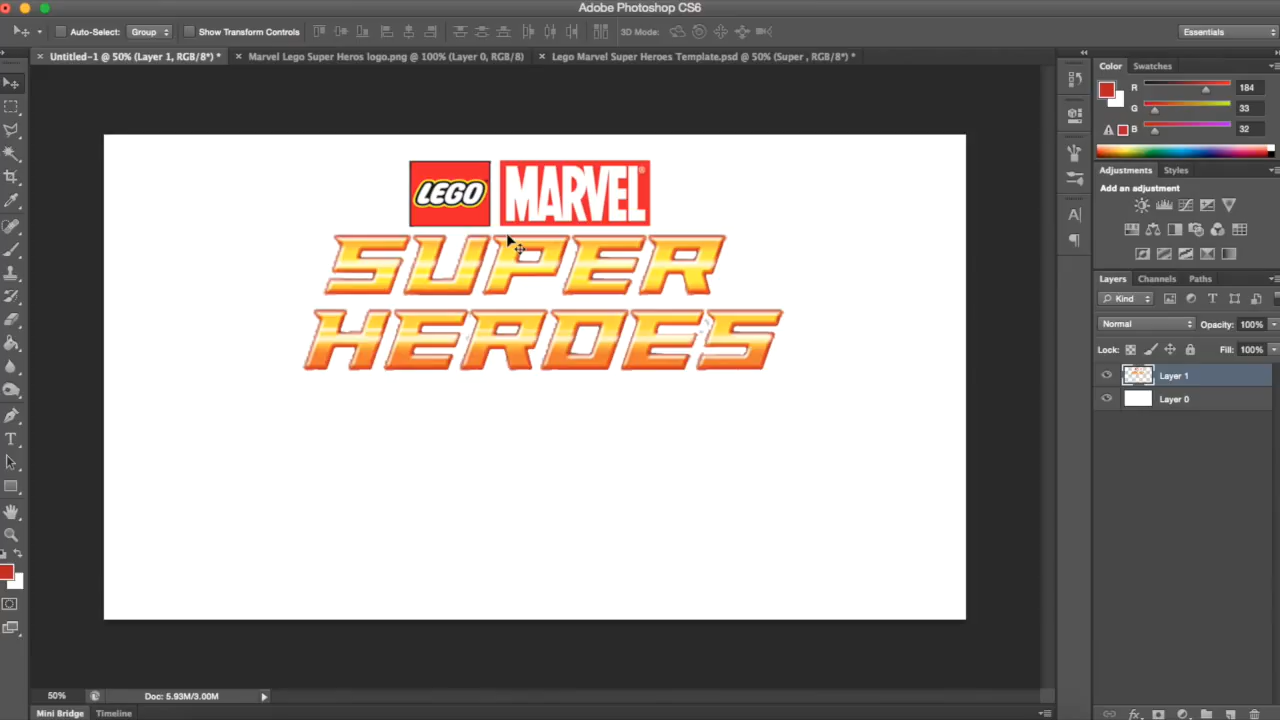 Adobe Photoshop CS6
Auto-Select: Group Show Transform Controls 3D Mode: Essentials
Untitled-1 @ 50% (Layer 1, RGB/8*) * Marvel Lego Super Heros logo.png @ 100% (Layer 0, RGB/8) Lego Marvel Super Heroes Template.psd @ 50% (Super , RGB/8*) *
Color Swatches
R 184
G 33
B 32
Adjustments Styles
Add an adjustment
Layers Channels Paths
Kind
Normal Opacity: 100%
Lock: Fill: 100%
Layer 1
Layer 0
LEGO MARVEL
SUPER
HEROES
50% Doc: 5.93M/3.00M
Mini Bridge Timeline